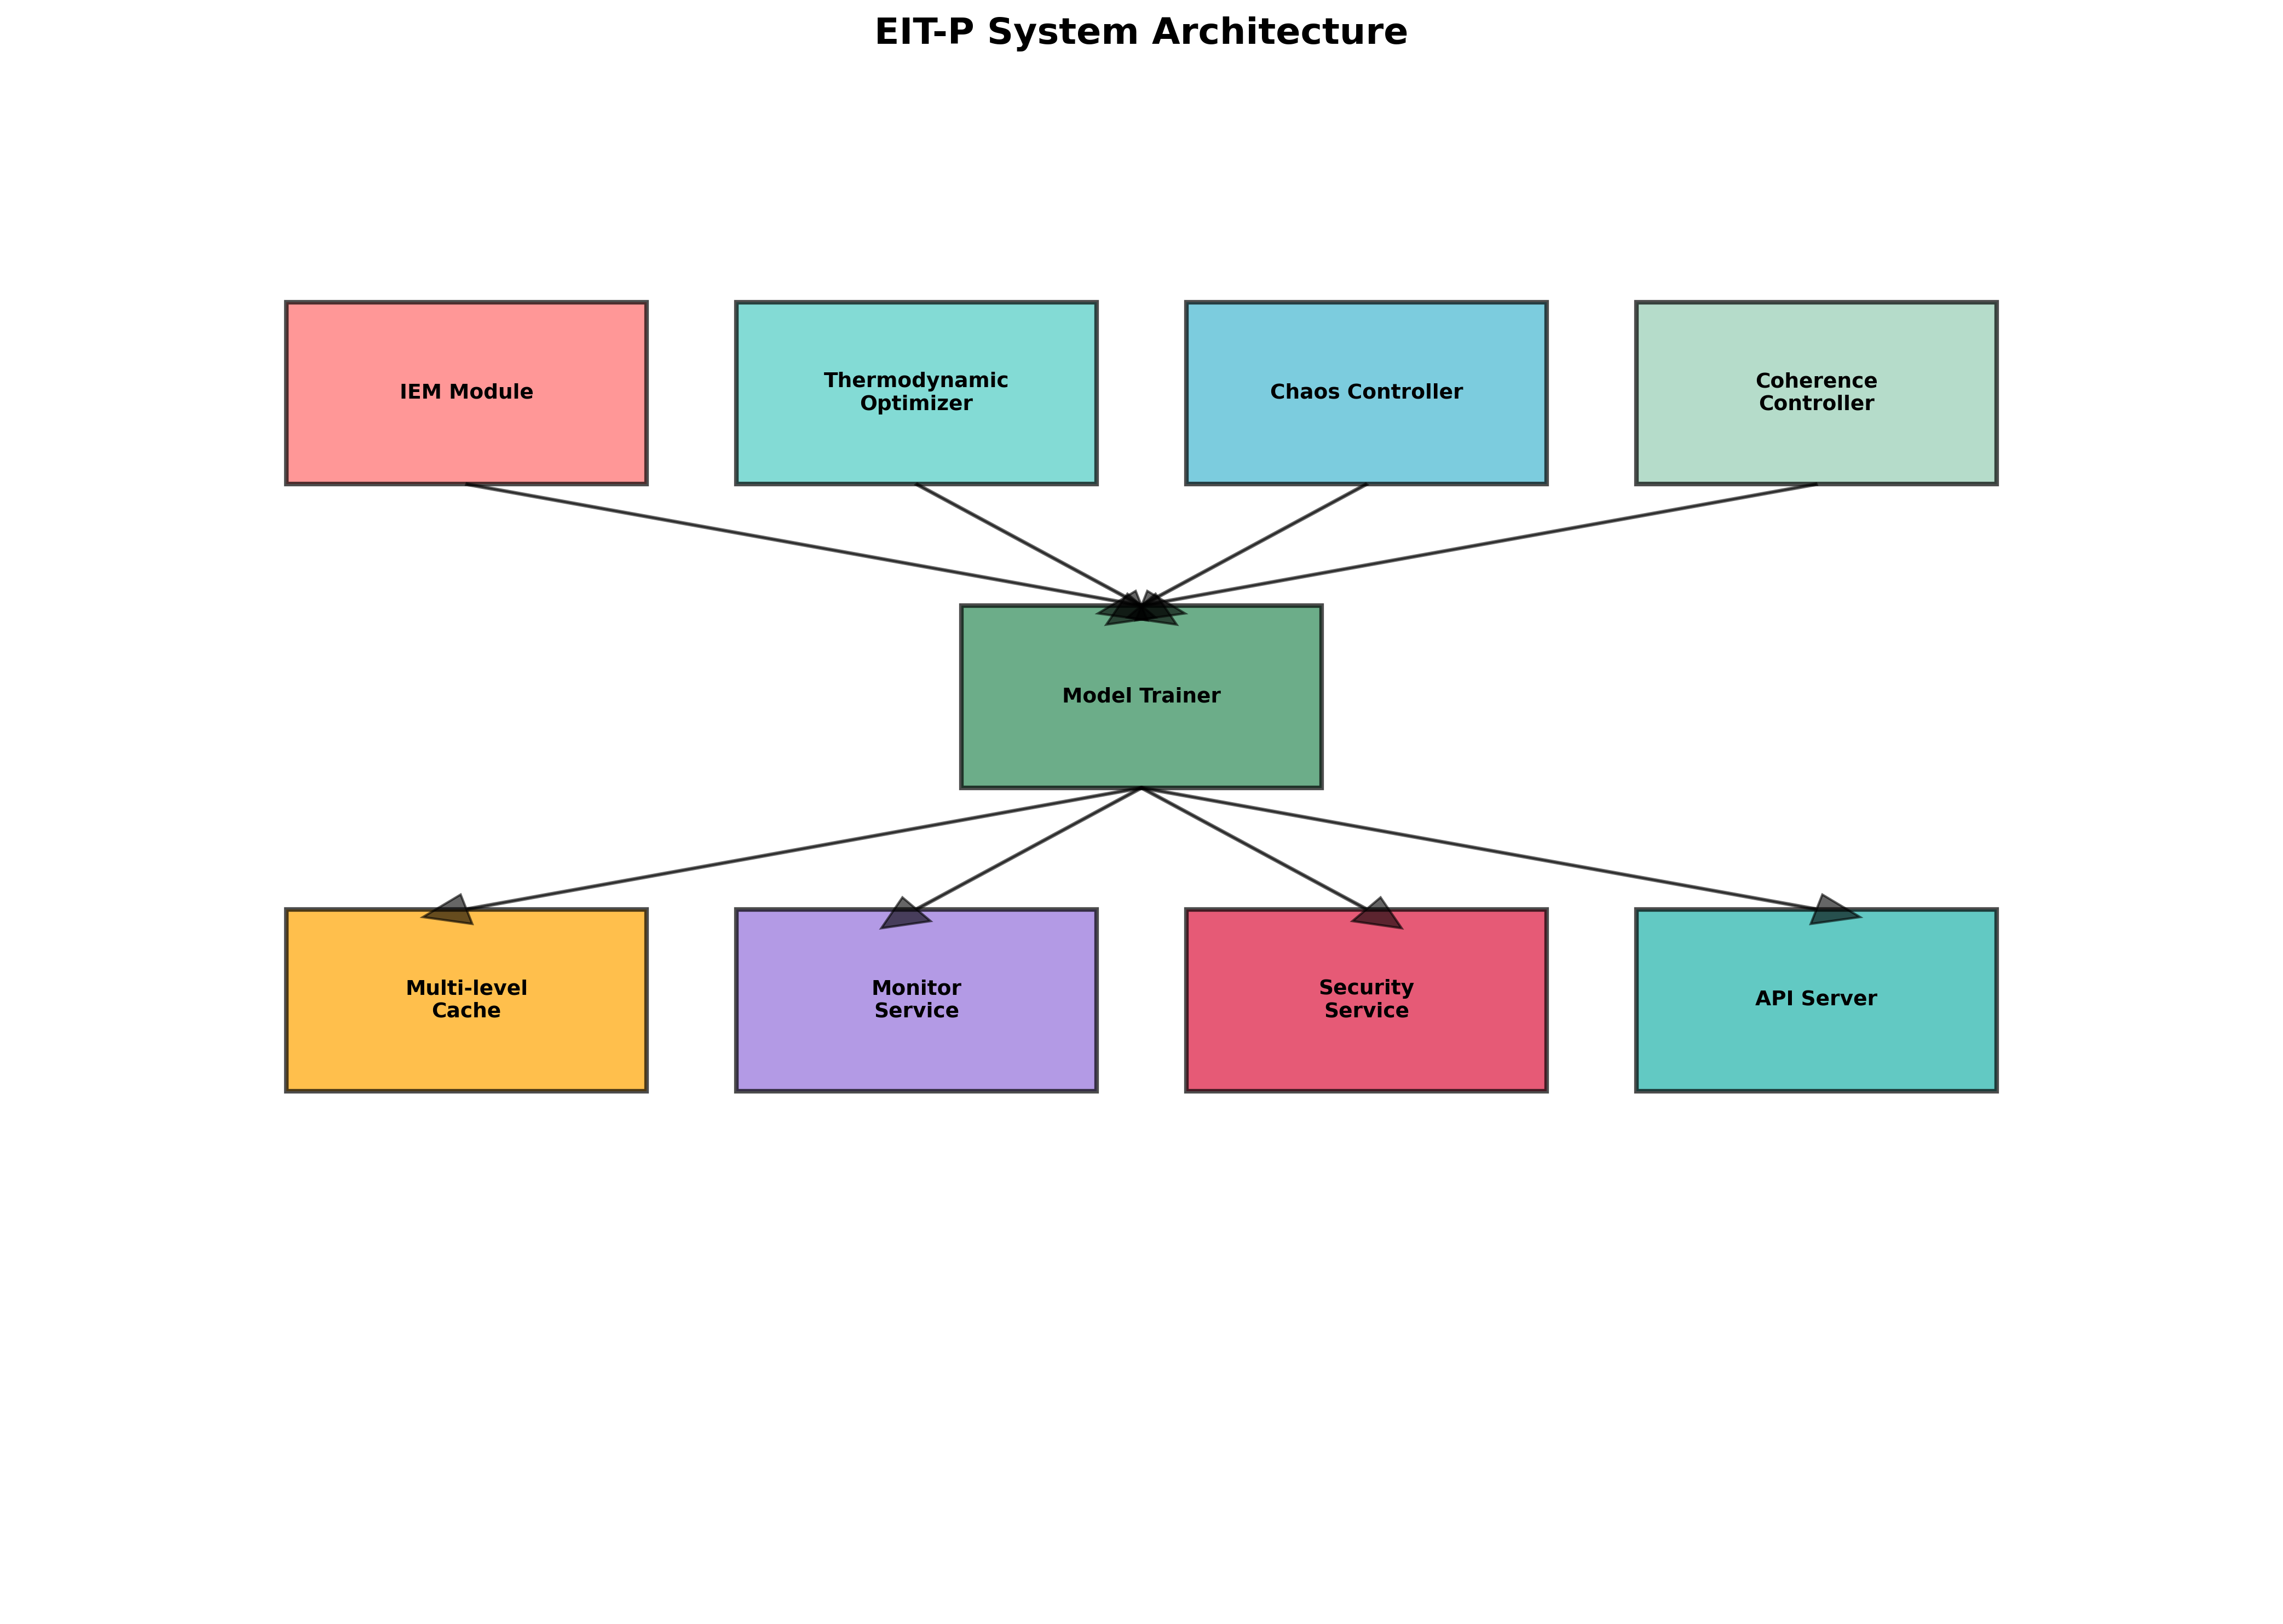 EIT-P System Architecture
IEM Module
Thermodynamic
Optimizer
Chaos Controller
Coherence
Controller
Model Trainer
Multi-level
Cache
Monitor
Service
Security
Service
API Server